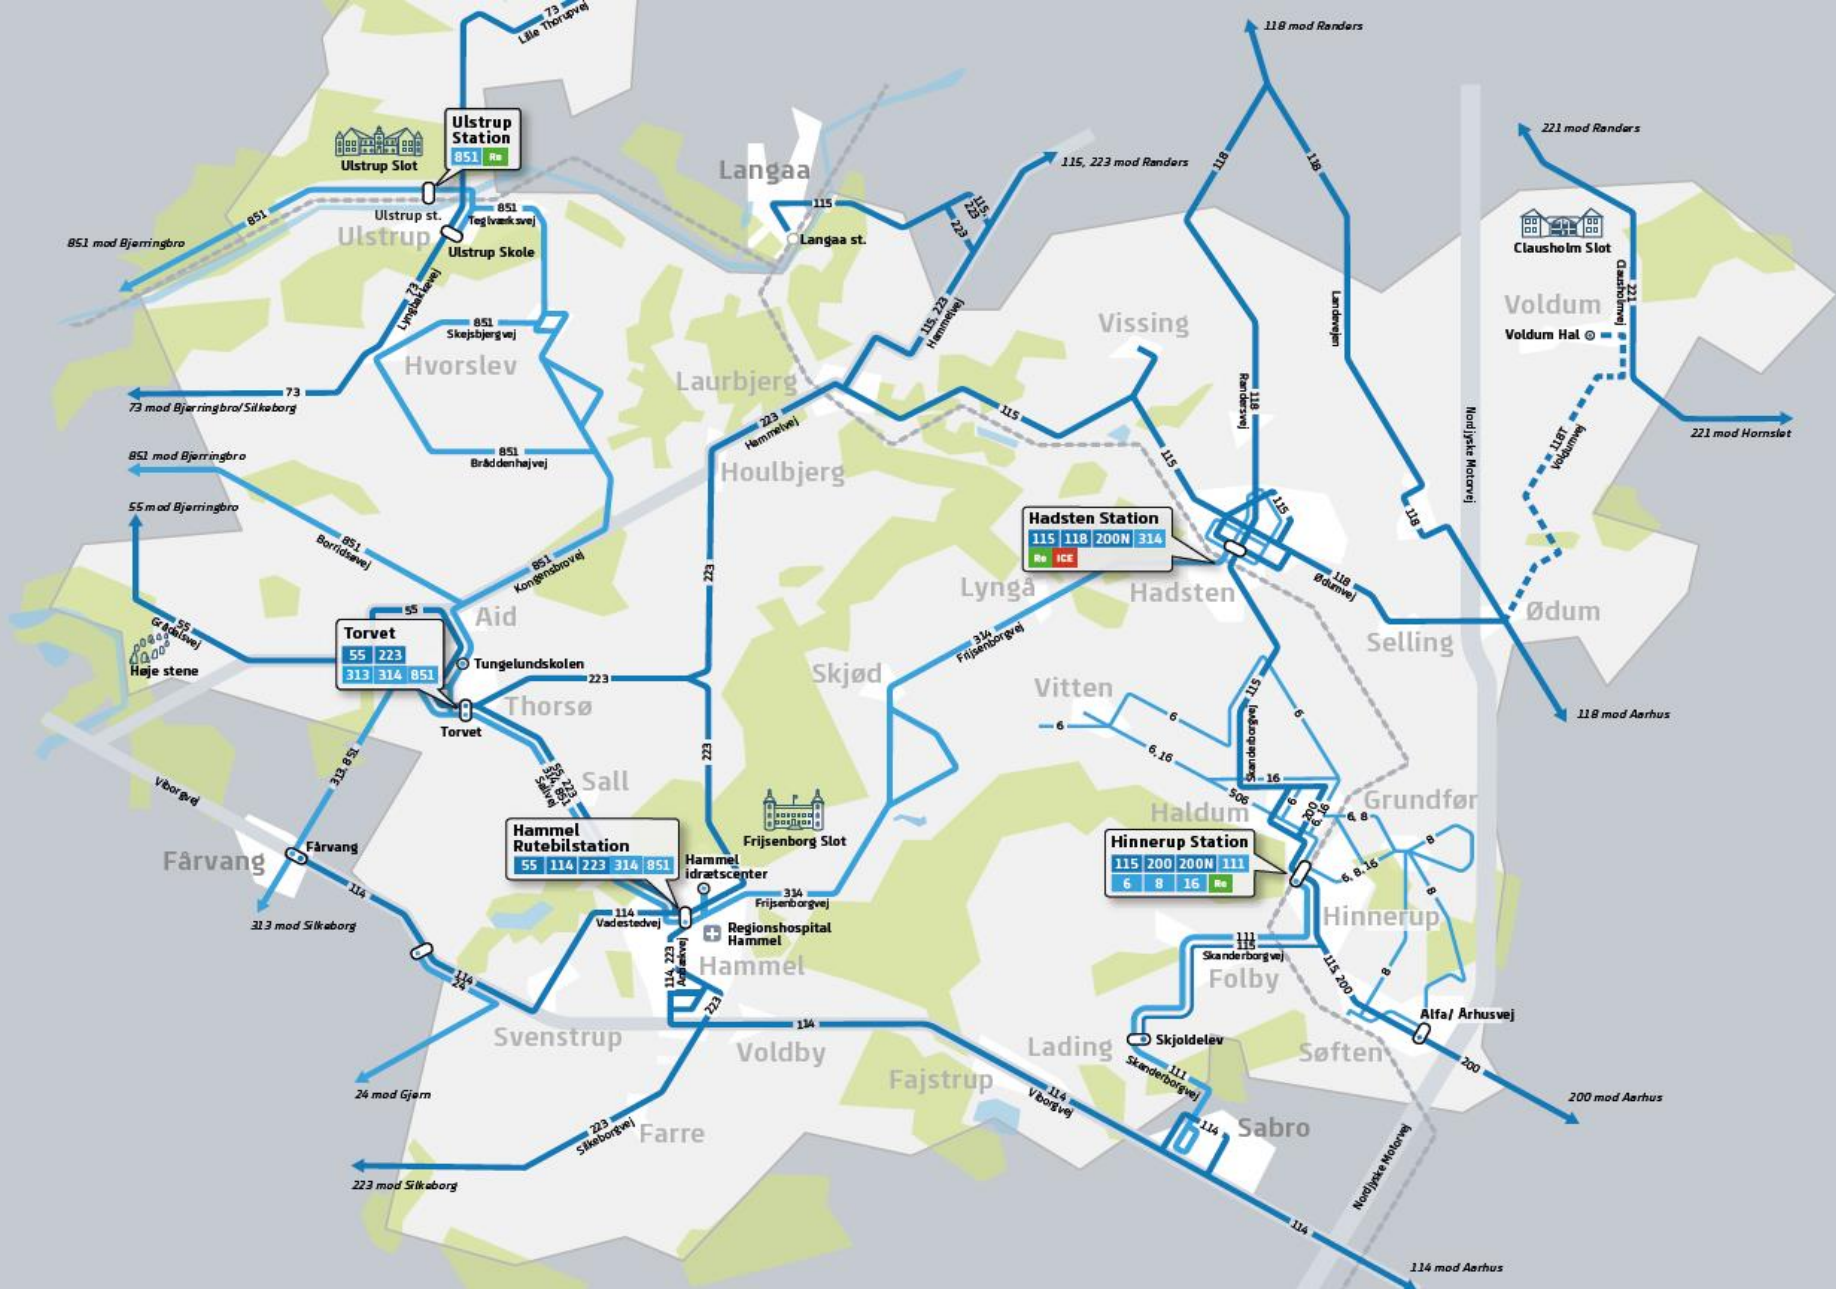 73
Lille Thorupvej
118 mod Randers
Ulstrup
Station
851 Re
Ulstrup Slot
221 mod Randers
118
118
Langaa
115, 223 mod Randers
851
Ulstrup st.
851
Teglværksvej
115
115,
223
223
Langaa st.
851 mod Bjerringbro
Ulstrup
Ulstrup Skole
Clausholm Slot
73
Lyngbakkevej
Clausholmvej
221
Voldum
Voldum Hal
851
Skejsbjergvej
115, 223
Hammelvej
Vissing
Landevejen
Hvorslev
Laurbjerg
73
73 mod Bjerringbro/Silkeborg
223
Hammelvej
115
118
Randersvej
Nordjyske Motorvej
118T
Voldumvej
221 mod Hornslet
851 mod Bjerringbro
851
Bråddenhøjvej
Houlbjerg
115
55 mod Bjerringbro
Hadsten Station
115 118 200N 314
Re ICE
115
118
851
Borridsøvej
851
Kongensbrovej
223
Lyngå
Hadsten
118
Ødumvej
Ødum
Selling
55
Aid
55
Grådalsvej
Høje stene
Torvet
55 223
313 314 851
Tungelundskolen
223
Thorsø
Torvet
314
Frijsenborgvej
Skjød
Vitten
115
Skanderborgvej
6
6
6
6, 16
118 mod Aarhus
313, 851
223
55, 223
314, 851
Sallvej
Sall
Viborgvej
16
506
6
200
6, 16
Haldum
Grundfør
6, 8
8
Hammel
Rutebilstation
55 114 223 314 851
Frijsenborg Slot
Hinnerup Station
115 200 200N 111
6 8 16 Re
6, 8, 16
8
Fårvang
Fårvang
Hammel
idrætscenter
114
314
Frijsenborgvej
114
Vadestedvej
Regionshospital
Hammel
Hinnerup
313 mod Silkeborg
111
115
Skanderborgvej
114, 223
Hammel
Folby
115, 200
8
114
24
223
Alfa/ Århusvej
Svenstrup
114
Voldby
Lading
Skjoldelev
Søften
111
Skanderborgvej
200
24 mod Gjern
Fajstrup
114
Viborgvej
200 mod Aarhus
223
Silkeborgvej
Farre
114
Sabro
223 mod Silkeborg
Nordjyske Motorvej
114
114 mod Aarhus